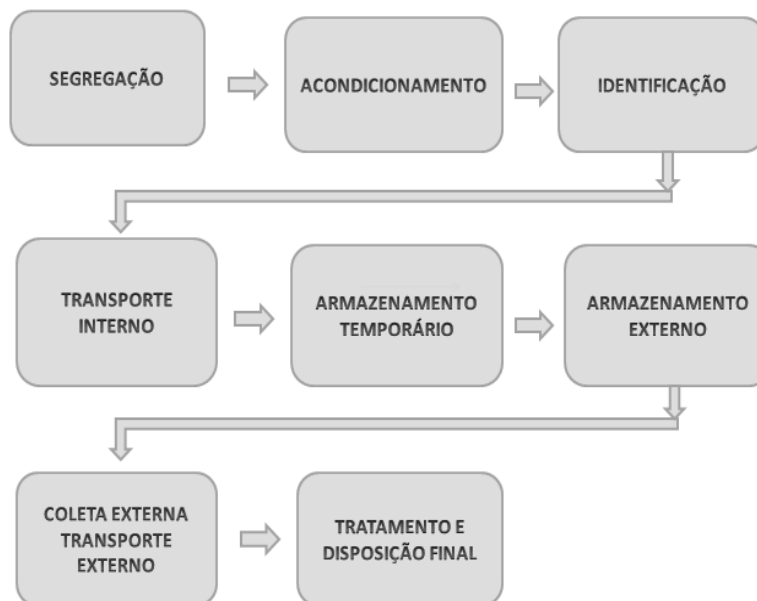 SEGREGAÇÃO
ACONDICIONAMENTO
IDENTIFICAÇÃO
TRANSPORTE
INTERNO
ARMAZENAMENTO
TEMPORÁRIO
ARMAZENAMENTO
EXTERNO
COLETA EXTERNA
TRANSPORTE
EXTERNO
TRATAMENTO E
DISPOSIÇÃO FINAL